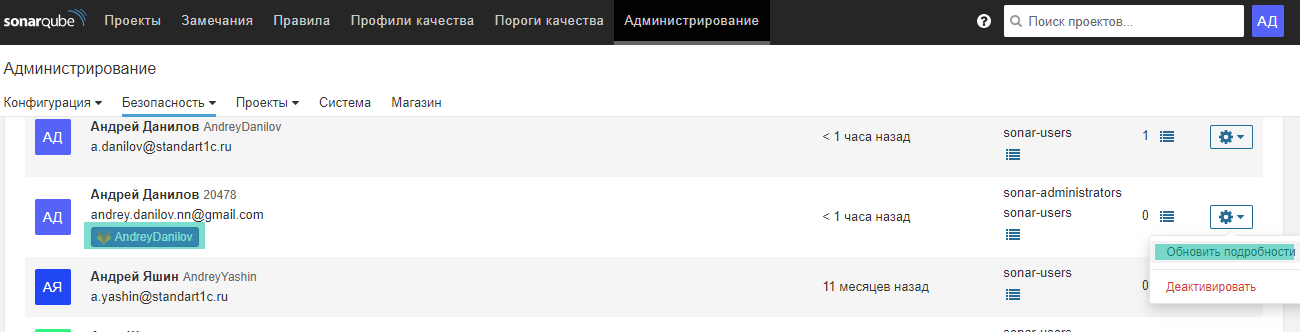 sonarqube Проекты Замечания Правила Профили качества Пороги качества Администрирование ? Поиск проектов... АД
Администрирование
Конфигурация Безопасность Проекты Система Магазин
АД Андрей Данилов AndreyDanilov < 1 часа назад sonar-users 1
a.danilov@standart1c.ru
Андрей Данилов 20478 sonar-administrators
АД andrey.danilov.nn@gmail.com < 1 часа назад sonar-users 0
AndreyDanilov
Обновить подробности
Деактивировать
АЯ Андрей Яшин AndreyYashin 11 месяцев назад sonar-users 0
a.yashin@standart1c.ru